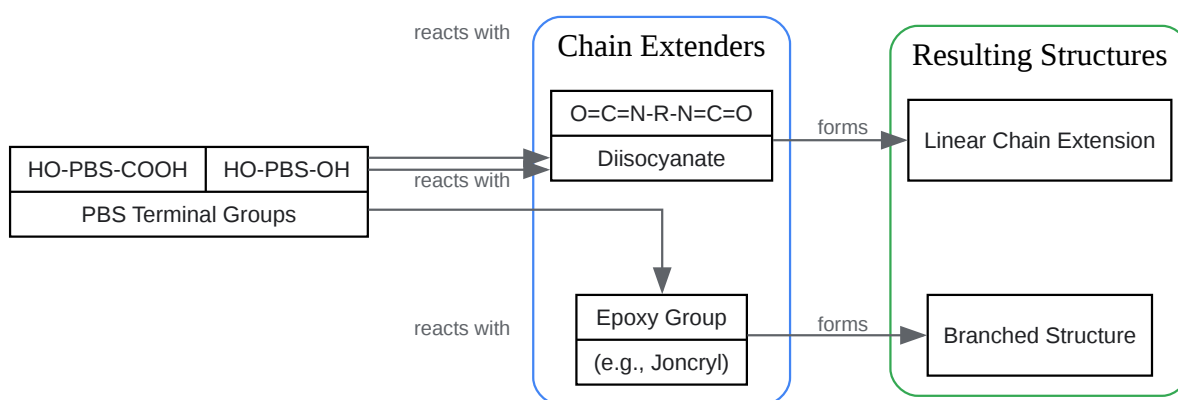 reacts with
Chain Extenders
Resulting Structures
O=C=N-R-N=C=O
Diisocyanate
forms
Linear Chain Extension
HO-PBS-COOH
HO-PBS-OH
PBS Terminal Groups
reacts with
reacts with
Epoxy Group
(e.g., Joncryl)
forms
Branched Structure